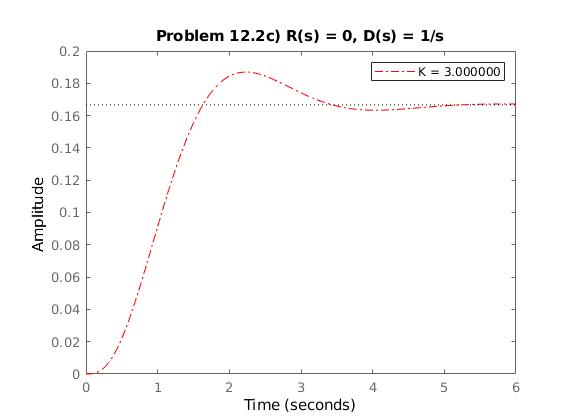 Problem 12.2c) R(s) = 0, D(s) = 1/s
K = 3.000000
Amplitude
0.2
0.18
0.16
0.14
0.12
0.1
0.08
0.06
0.04
0.02
0
0 1 2 3 4 5 6
Time (seconds)